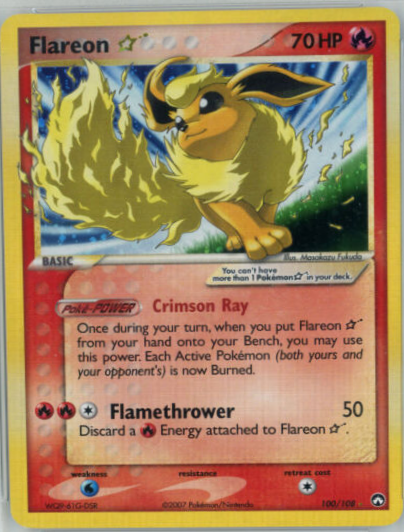 Flareon ☆ 70 HP
BASIC
Illus. Masakazu Fukuda
You can't have
more than 1 Pokémon☆ in your deck.
Poké-POWER Crimson Ray
Once during your turn, when you put Flareon ☆
from your hand onto your Bench, you may use
this power. Each Active Pokémon (both yours and
your opponent's) is now Burned.
Flamethrower 50
Discard a Energy attached to Flareon ☆.
weakness resistance retreat cost
©2007 Pokémon/Nintendo 100/108